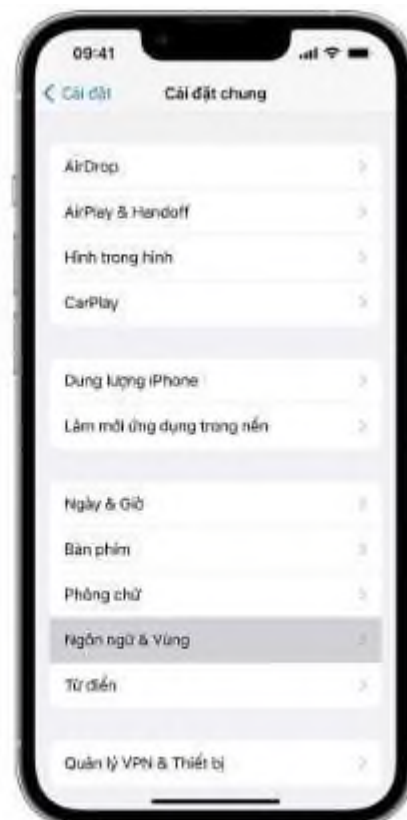 09:41
Cài đặt
Cài đặt chung
AirDrop
AirPlay & Handoff
Hình trong hình
CarPlay
Dung lượng iPhone
Làm mới ứng dụng trong nền
Ngày & Giờ
Bàn phím
Phông chữ
Ngôn ngữ & Vùng
Từ điển
Quản lý VPN & Thiết bị